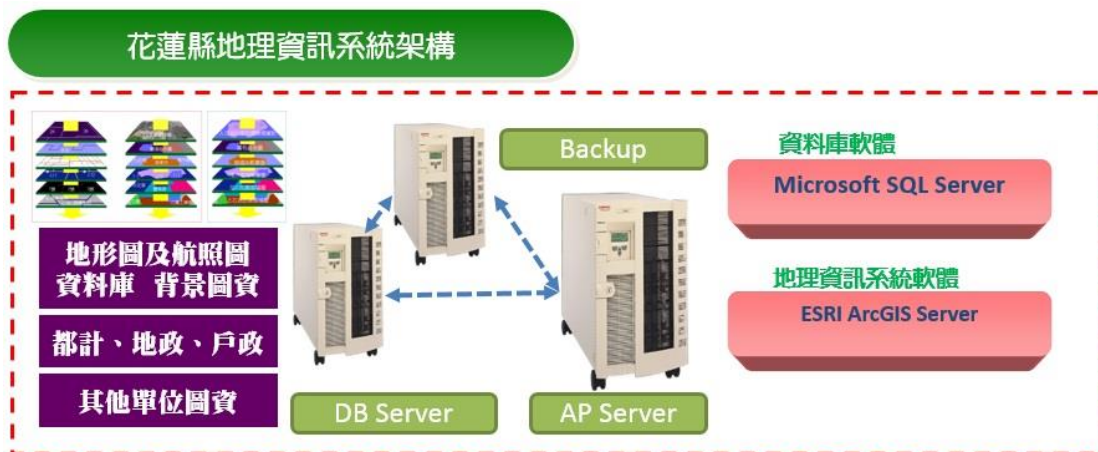 花蓮縣地理資訊系統架構
Backup
資料庫軟體
Microsoft SQL Server
地形圖及航照圖
資料庫 背景圖資
地理資訊系統軟體
ESRI ArcGIS Server
都計、地政、戶政
其他單位圖資
DB Server
AP Server